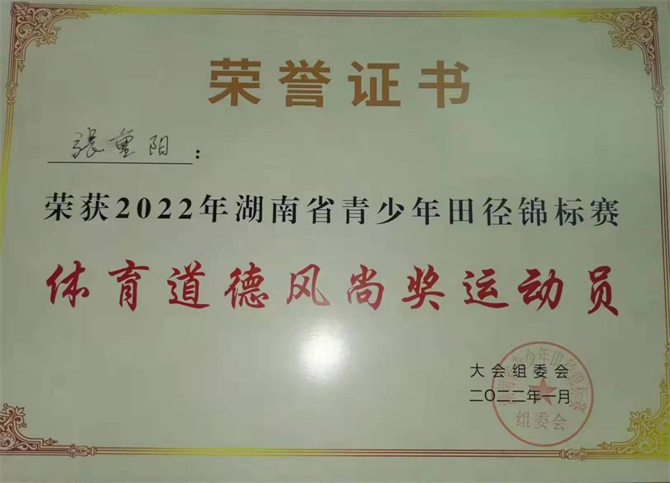 荣誉证书
张重阳：
荣获2022年湖南省青少年田径锦标赛
体育道德风尚奖运动员
大会组委会
二〇二二年一月
组委会